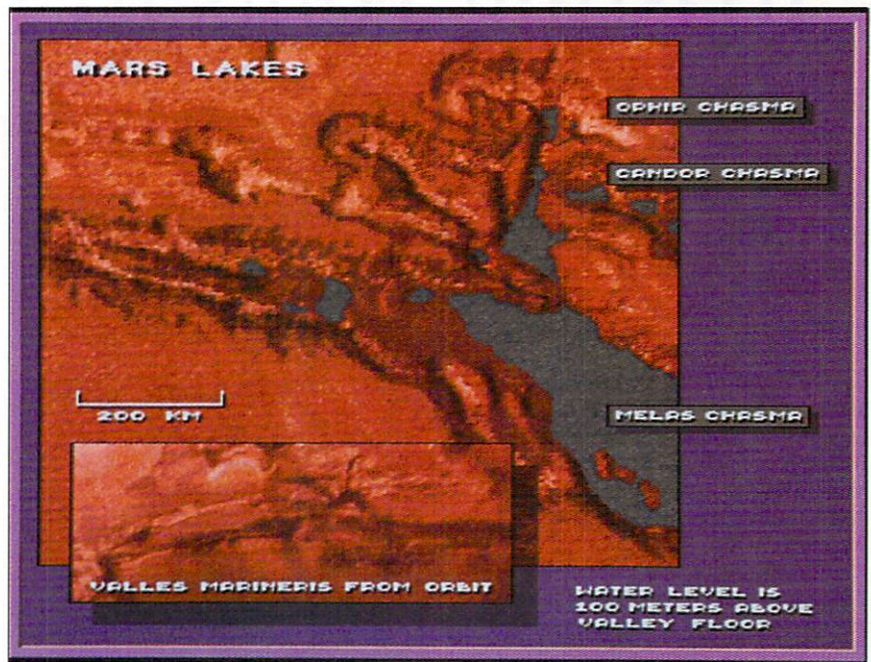 MARS LAKES
OPHIR CHASMA
CANDOR CHASMA
200 KM
MELAS CHASMA
VALLES MARINERIS FROM ORBIT
WATER LEVEL IS
100 METERS ABOVE
VALLEY FLOOR